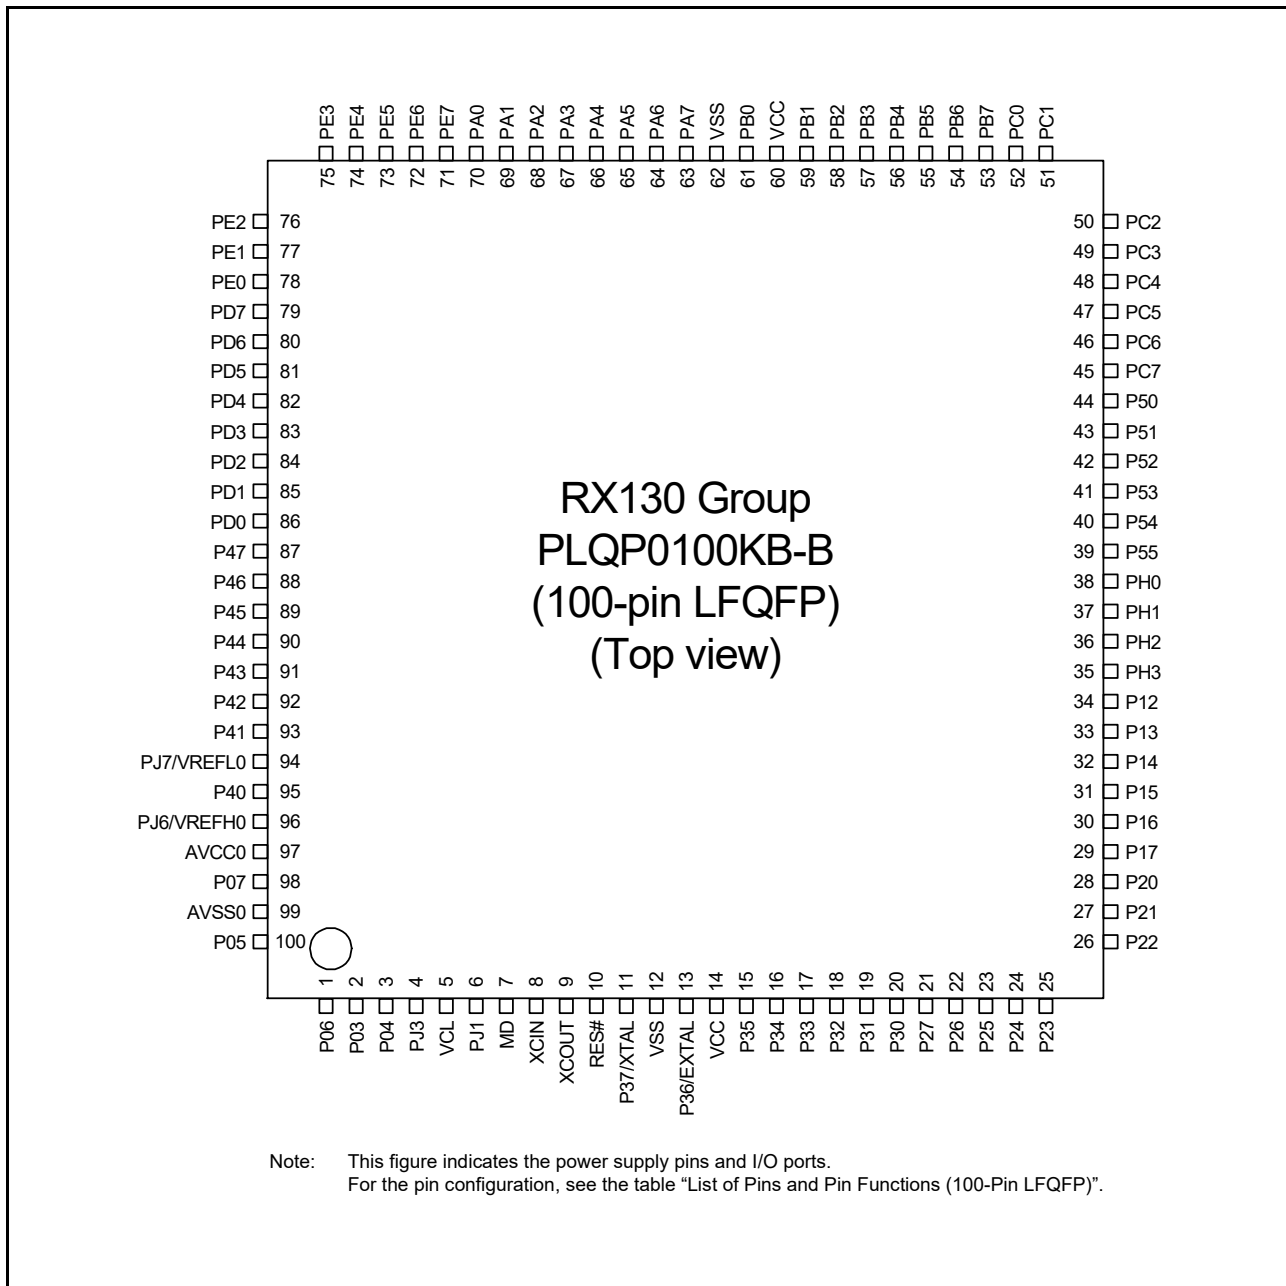 PE3 PE4 PE5 PE6 PE7 PA0 PA1 PA2 PA3 PA4 PA5 PA6 PA7 VSS PB0 VCC PB1 PB2 PB3 PB4 PB5 PB6 PB7 PC0 PC1
75 74 73 72 71 70 69 68 67 66 65 64 63 62 61 60 59 58 57 56 55 54 53 52 51
PE2 76 50 PC2
PE1 77 49 PC3
PE0 78 48 PC4
PD7 79 47 PC5
PD6 80 46 PC6
PD5 81 45 PC7
PD4 82 44 P50
PD3 83 43 P51
PD2 84 42 P52
PD1 85 41 P53
PD0 86 40 P54
P47 87 39 P55
P46 88 38 PH0
P45 89 37 PH1
P44 90 36 PH2
P43 91 35 PH3
P42 92 34 P12
P41 93 33 P13
PJ7/VREFL0 94 32 P14
P40 95 31 P15
PJ6/VREFH0 96 30 P16
AVCC0 97 29 P17
P07 98 28 P20
AVSS0 99 27 P21
P05 100 26 P22
RX130 Group
PLQP0100KB-B
(100-pin LFQFP)
(Top view)
1 2 3 4 5 6 7 8 9 10 11 12 13 14 15 16 17 18 19 20 21 22 23 24 25
P06 P03 P04 PJ3 VCL PJ1 MD XCIN XCOUT RES# P37/XTAL VSS P36/EXTAL VCC P35 P34 P33 P32 P31 P30 P27 P26 P25 P24 P23
Note: This figure indicates the power supply pins and I/O ports.
For the pin configuration, see the table “List of Pins and Pin Functions (100-Pin LFQFP)”.